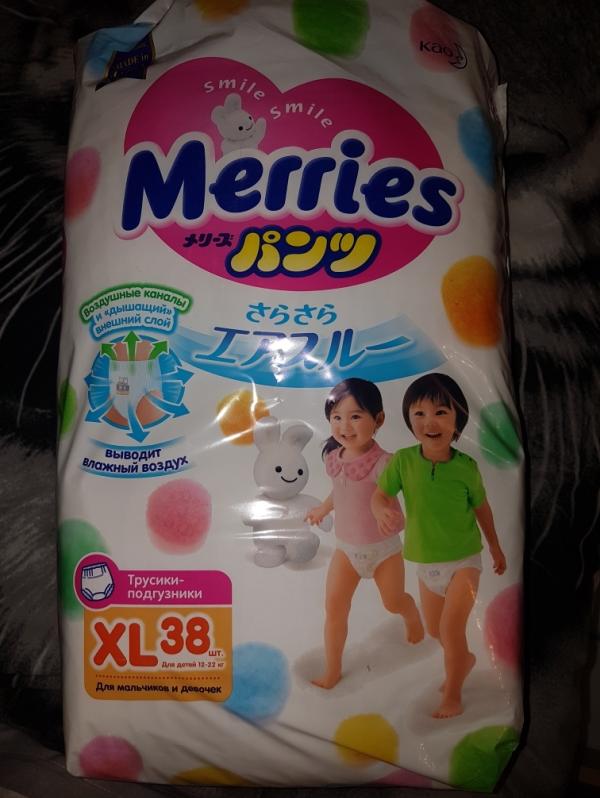 MADE in
Kao
Smile Smile
Merries
メリーズ パンツ
さらさら
エアスルー
Воздушные каналы
и «дышащий»
внешний слой
выводит
влажный воздух
Трусики-
подгузники
XL 38 шт.
Для детей 12-22 кг
Для мальчиков и девочек